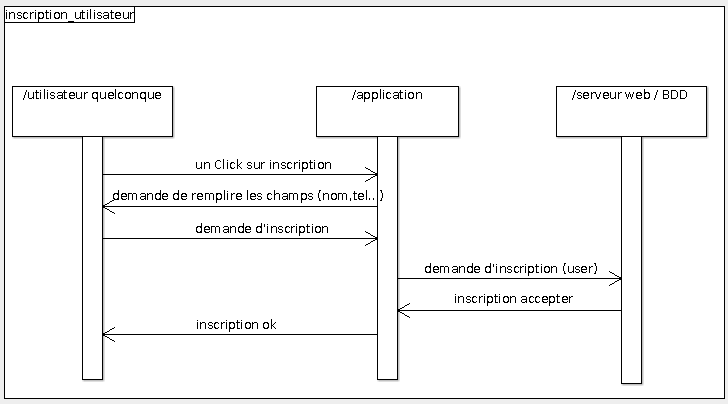 inscription_utilisateur
/utilisateur quelconque
/application
/serveur web / BDD
un Click sur inscription
demande de remplire les champs (nom,tel...)
demande d'inscription
demande d'inscription (user)
inscription accepter
inscription ok